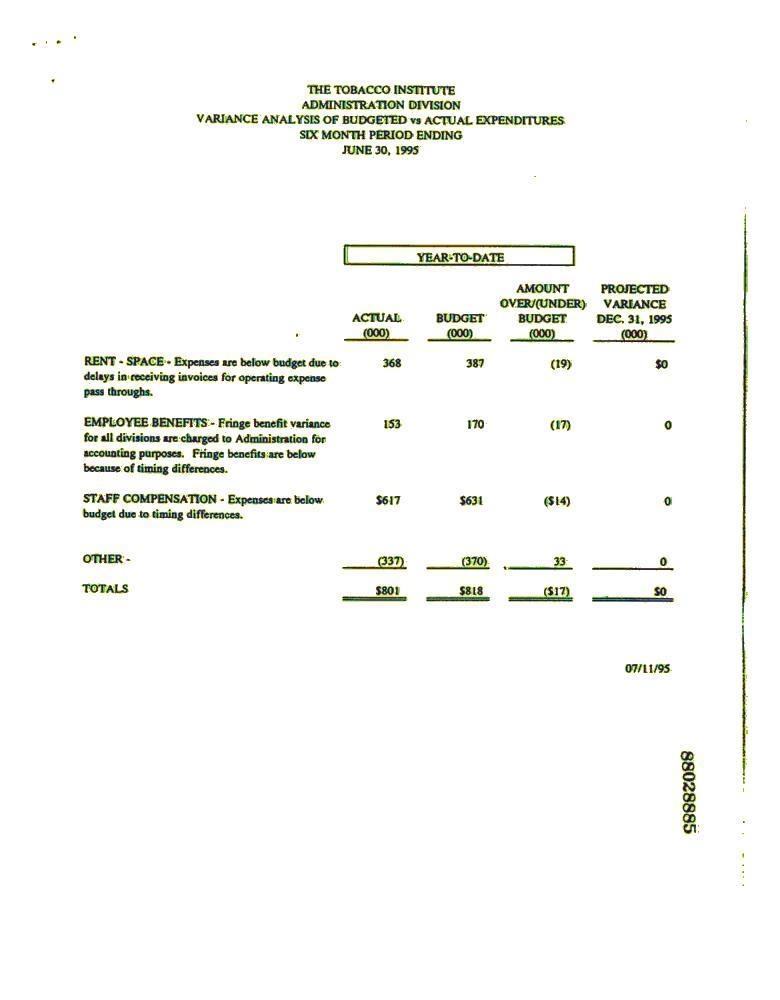 THE TOBACCO INSTITUTE
ADMINISTRATION DIVISION
VARIANCE ANALYSIS OF BUDGETED vs ACTUAL EXPENDITURES
SIX MONTH PERIOD ENDING
JUNE 30, 1995
YEAR-TO-DATE
AMOUNT PROJECTED
OVER/(UNDER) VARIANCE
ACTUAL BUDGET BUDGET DEC. 31, 1995
(000) (000) (000) (000)
RENT - SPACE - Expenses are below budget due to 368 387 (19) $0
delays in receiving invoices for operating expense
pass throughs.
EMPLOYEE BENEFITS - Fringe benefit variance 153 170 (17) 0
for all divisions are charged to Administration for
accounting purposes. Fringe benefits are below
because of timing differences.
STAFF COMPENSATION - Expenses are below $617 $631 ($14) 0
budget due to timing differences.
OTHER - (337) (370) 33 0
TOTALS $801 $818 ($17) $0
07/11/95
88028885